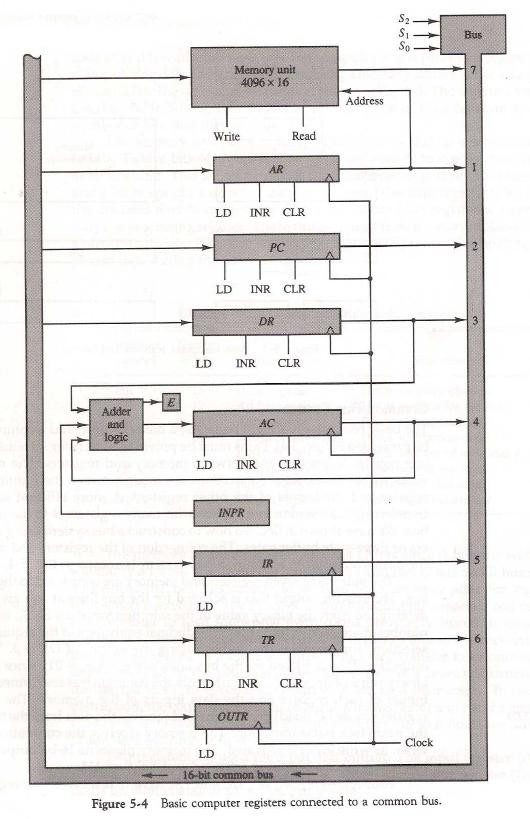 S2
S1
S0
Bus
Memory unit
4096 × 16
7
Address
Write Read
AR
1
LD INR CLR
PC
2
LD INR CLR
DR
3
LD INR CLR
E
Adder
and
logic
AC
4
LD INR CLR
INPR
IR
5
LD
TR
6
LD INR CLR
OUTR
LD
Clock
16-bit common bus
Figure 5-4 Basic computer registers connected to a common bus.